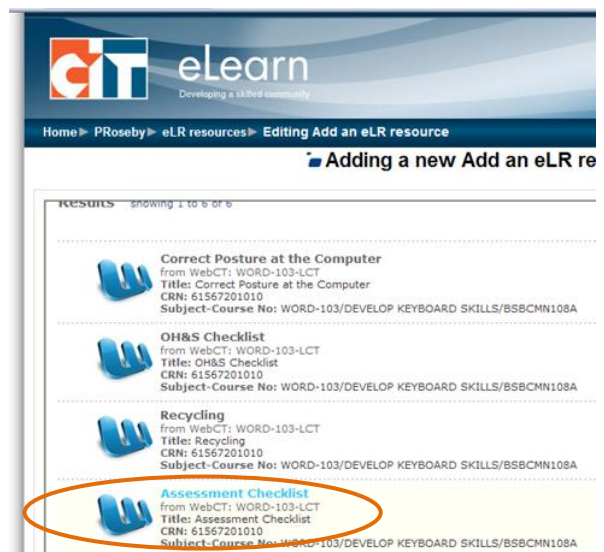 CIT eLearn
Developing a skilled community
Home▶ PRoseby▶ eLR resources▶ Editing Add an eLR resource
Adding a new Add an eLR re
Results showing 1 to 6 of 6
Correct Posture at the Computer
from WebCT: WORD-103-LCT
Title: Correct Posture at the Computer
CRN: 61567201010
Subject-Course No: WORD-103/DEVELOP KEYBOARD SKILLS/BSBCMN108A
OH&S Checklist
from WebCT: WORD-103-LCT
Title: OH&S Checklist
CRN: 61567201010
Subject-Course No: WORD-103/DEVELOP KEYBOARD SKILLS/BSBCMN108A
Recycling
from WebCT: WORD-103-LCT
Title: Recycling
CRN: 61567201010
Subject-Course No: WORD-103/DEVELOP KEYBOARD SKILLS/BSBCMN108A
Assessment Checklist
from WebCT: WORD-103-LCT
Title: Assessment Checklist
CRN: 61567201010
Subject-Course No: WORD-103/DEVELOP KEYBOARD SKILLS/BSBCMN108A